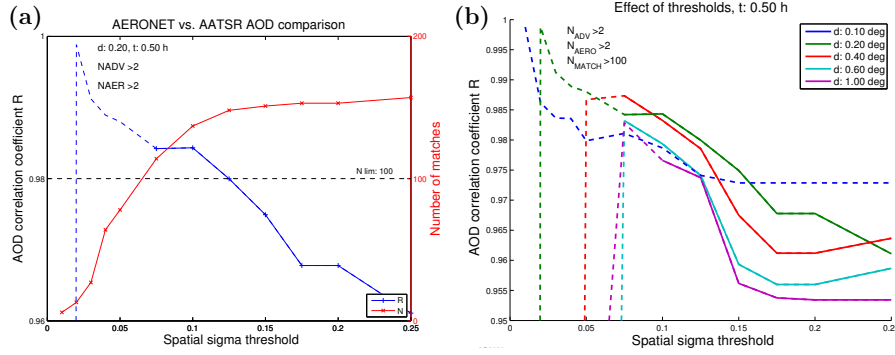 (a)
AERONET vs. AATSR AOD comparison
1
200
d: 0.20, t: 0.50 h
NADV >2
NAER >2
AOD correlation coefficient R
0.98
N lim: 100
100
Number of matches
R
N
0.96
0
0
0.05
0.1
0.15
0.2
0.25
Spatial sigma threshold
(b)
Effect of thresholds, t: 0.50 h
1
0.995
0.99
0.985
0.98
0.975
0.97
0.965
0.96
0.955
0.95
AOD correlation coefficient R
N_ADV >2
N_AERO >2
N_MATCH >100
d: 0.10 deg
d: 0.20 deg
d: 0.40 deg
d: 0.60 deg
d: 1.00 deg
0
0.05
0.1
0.15
0.2
0.2
Spatial sigma threshold